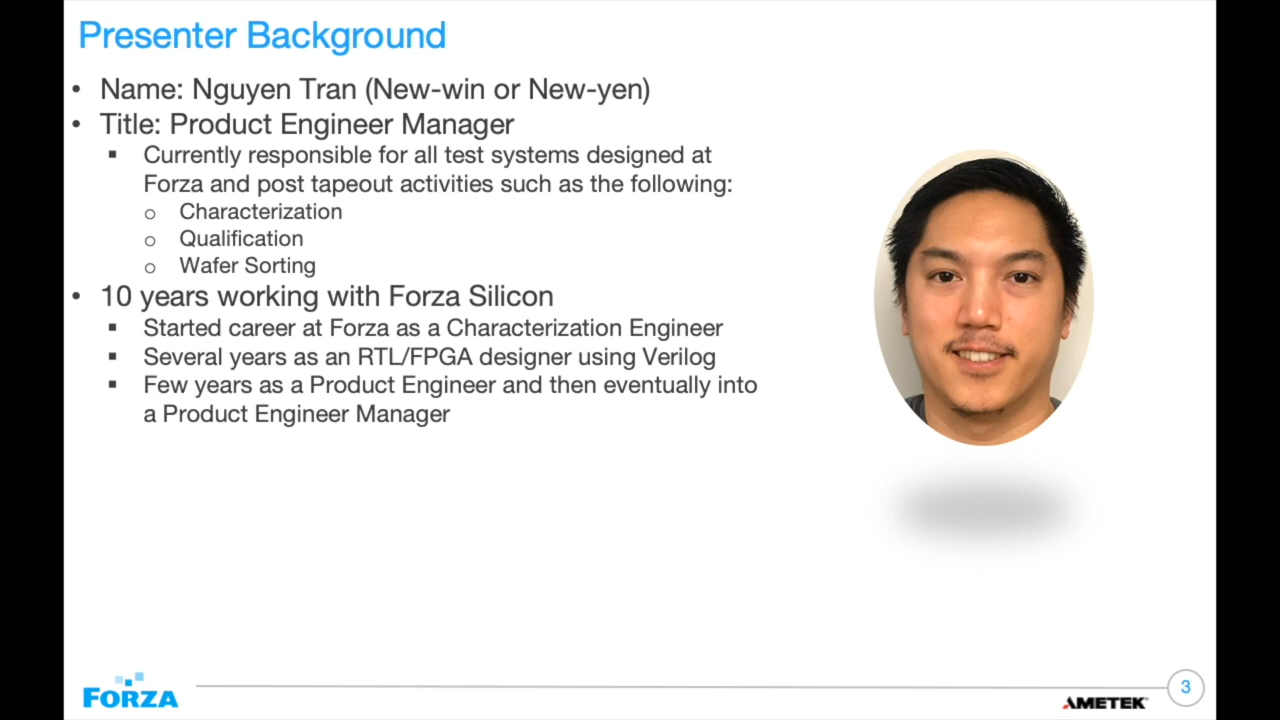 Presenter Background
• Name: Nguyen Tran (New-win or New-yen)
• Title: Product Engineer Manager
▪ Currently responsible for all test systems designed at
Forza and post tapeout activities such as the following:
o Characterization
o Qualification
o Wafer Sorting
• 10 years working with Forza Silicon
▪ Started career at Forza as a Characterization Engineer
▪ Several years as an RTL/FPGA designer using Verilog
▪ Few years as a Product Engineer and then eventually into
a Product Engineer Manager
FORZA
AMETEK
3